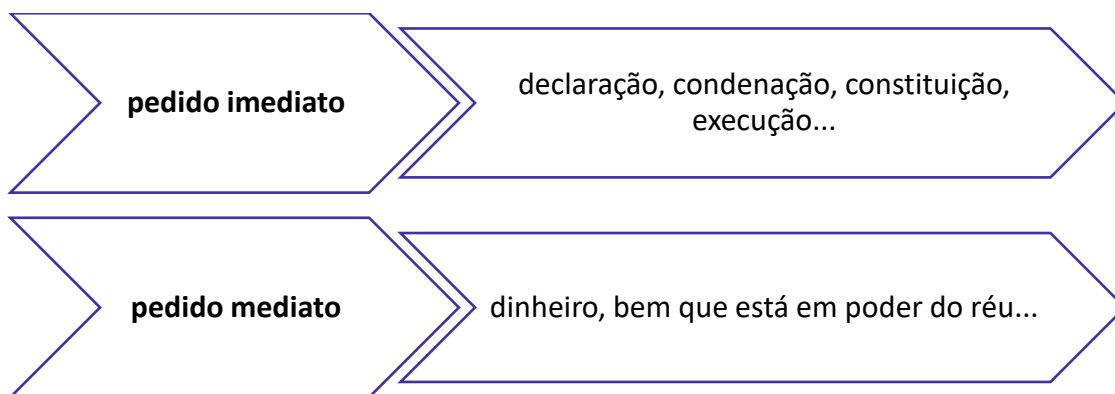 pedido imediato
declaração, condenação, constituição,
execução...
pedido mediato
dinheiro, bem que está em poder do réu...